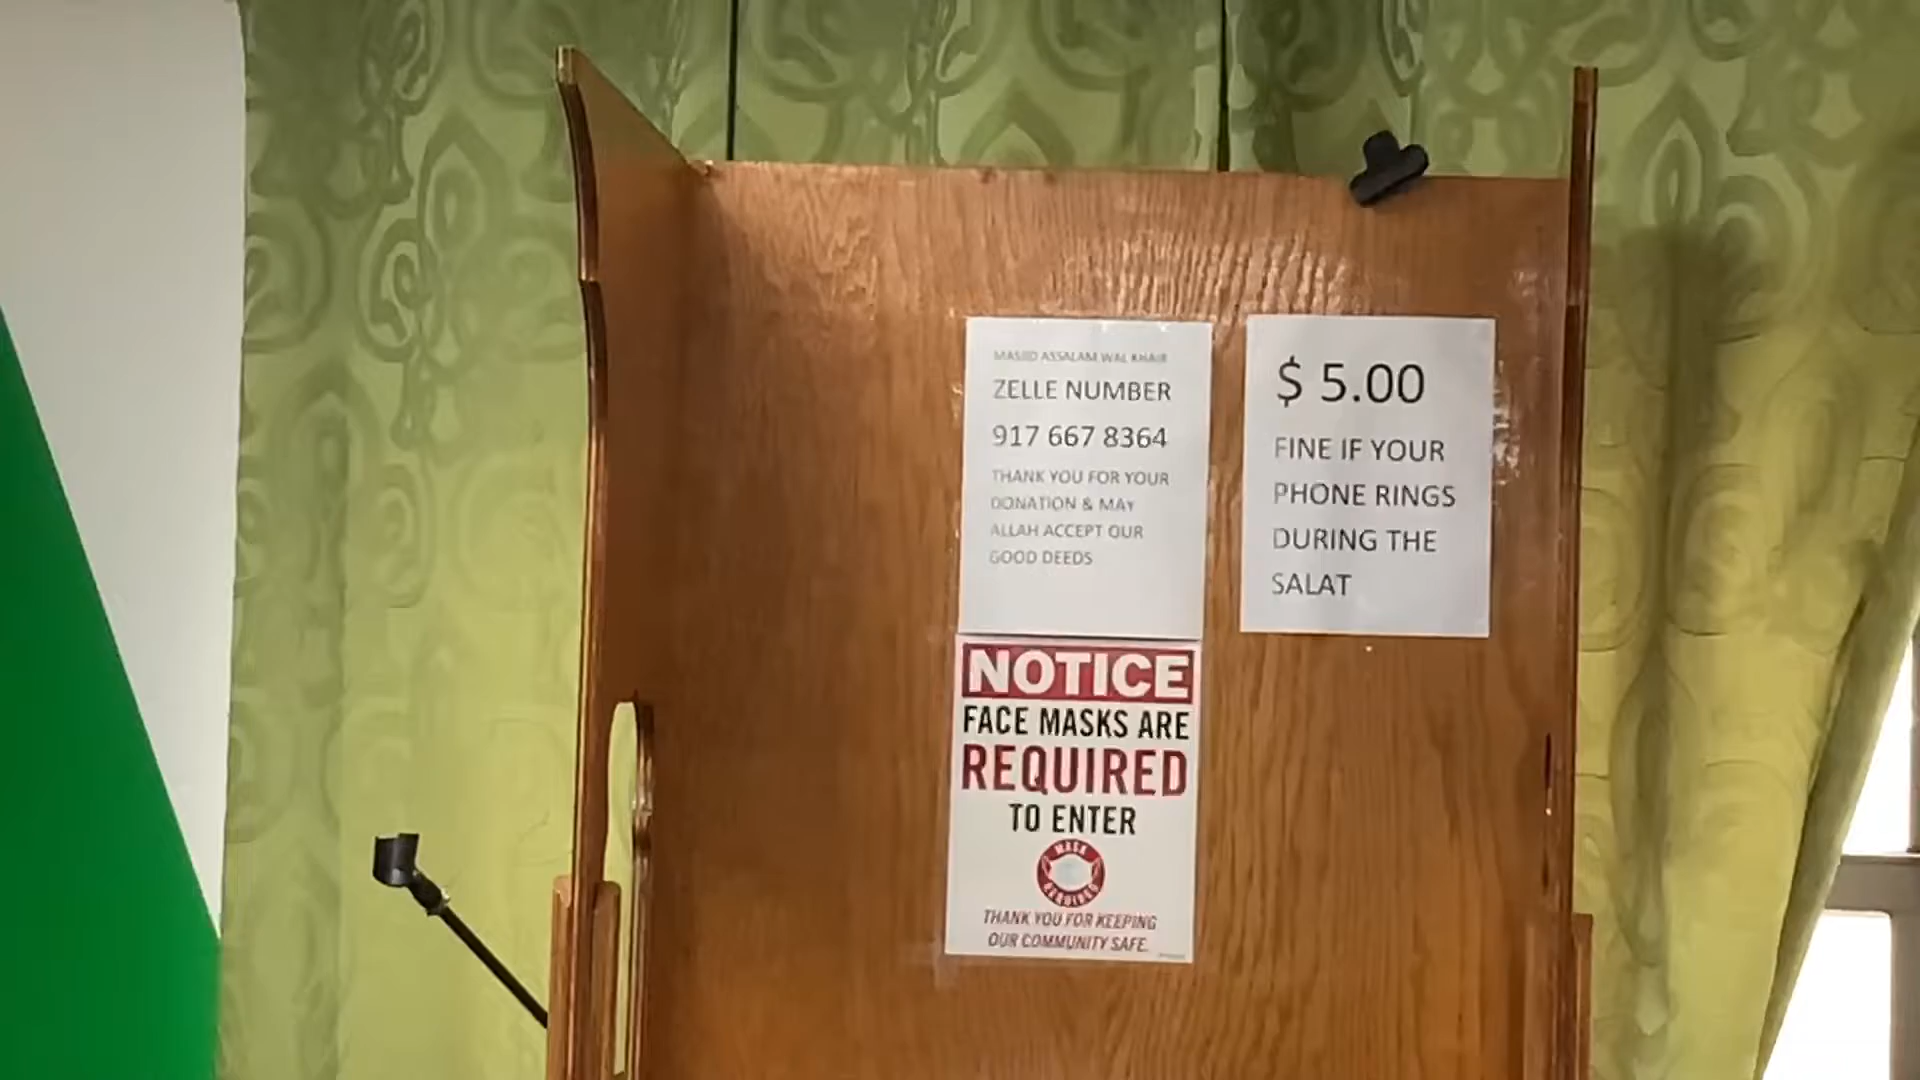 MASJID ASSALAM WAL KHAIR
ZELLE NUMBER
917 667 8364
THANK YOU FOR YOUR
DONATION & MAY
ALLAH ACCEPT OUR
GOOD DEEDS
$ 5.00
FINE IF YOUR
PHONE RINGS
DURING THE
SALAT
NOTICE
FACE MASKS ARE
REQUIRED
TO ENTER
MASK
REQUIRED
THANK YOU FOR KEEPING
OUR COMMUNITY SAFE.